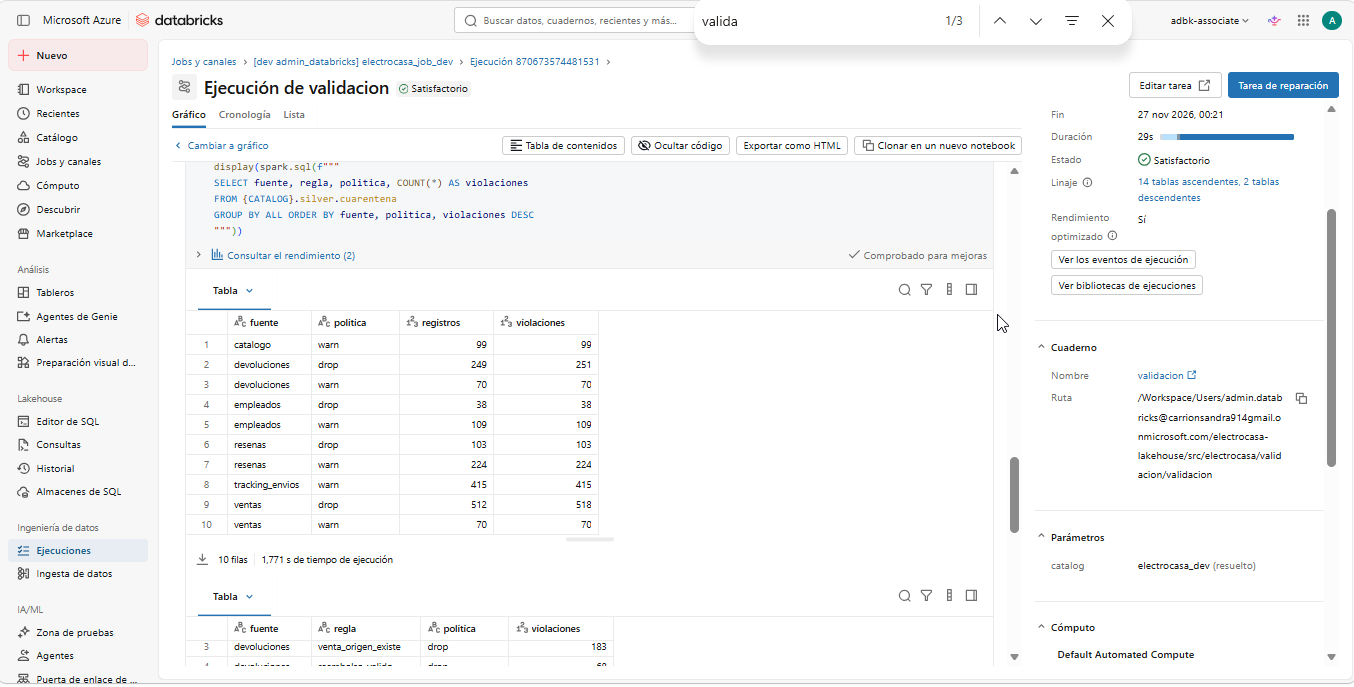 Microsoft Azure
databricks
Buscar datos, cuadernos, recientes y más...
valida
1/3
adbk-associate
A
Nuevo
Workspace
Recientes
Catálogo
Jobs y canales
Cómputo
Descubrir
Marketplace
Análisis
Tableros
Agentes de Genie
Alertas
Preparación visual d...
Lakehouse
Editor de SQL
Consultas
Historial
Almacenes de SQL
Ingeniería de datos
Ejecuciones
Ingesta de datos
IA/ML
Zona de pruebas
Agentes
Puerta de enlace de ...
Jobs y canales > [dev admin_databricks] electrocasa_job_dev > Ejecución 870673574481531 >
Ejecución de validacion
Satisfactorio
Editar tarea
Tarea de reparación
Gráfico Cronología Lista
Cambiar a gráfico
Tabla de contenidos
Ocultar código
Exportar como HTML
Clonar en un nuevo notebook
display(spark.sql(f"""
SELECT fuente, regla, politica, COUNT(*) AS violaciones
FROM {CATALOG}.silver.cuarentena
GROUP BY ALL ORDER BY fuente, politica, violaciones DESC
"""))
Consultar el rendimiento (2)
Comprobado para mejoras
Tabla
fuente politica registros violaciones
1 catalogo warn 99 99
2 devoluciones drop 249 251
3 devoluciones warn 70 70
4 empleados drop 38 38
5 empleados warn 109 109
6 resenas drop 103 103
7 resenas warn 224 224
8 tracking_envios warn 415 415
9 ventas drop 512 518
10 ventas warn 70 70
10 filas 1,771 s de tiempo de ejecución
Tabla
fuente regla politica violaciones
3 devoluciones venta_origen_existe drop 183
Fin 27 nov 2026, 00:21
Duración 29s
Estado Satisfactorio
Linaje 14 tablas ascendentes, 2 tablas
descendentes
Rendimiento Sí
optimizado
Ver los eventos de ejecución
Ver bibliotecas de ejecuciones
Cuaderno
Nombre validacion
Ruta /Workspace/Users/admin.datab
ricks@carrionsandra914gmail.o
nmicrosoft.com/electrocasa-
lakehouse/src/electrocasa/valid
acion/validacion
Parámetros
catalog electrocasa_dev (resuelto)
Cómputo
Default Automated Compute